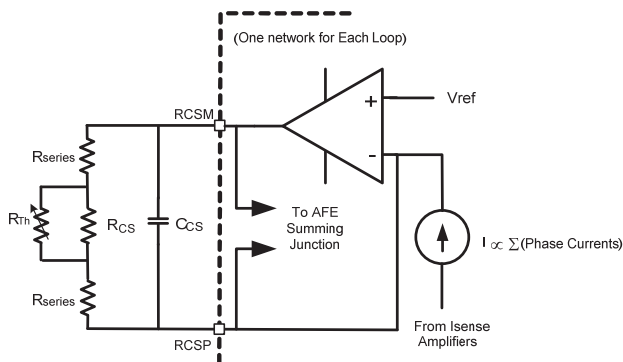 (One network for Each Loop)
RCSM
+
Vref
Rseries
-
RTh
RCS
CCS
To AFE
Summing
Junction
I ∝ Σ(Phase Currents)
Rseries
RCSP
From Isense
Amplifiers